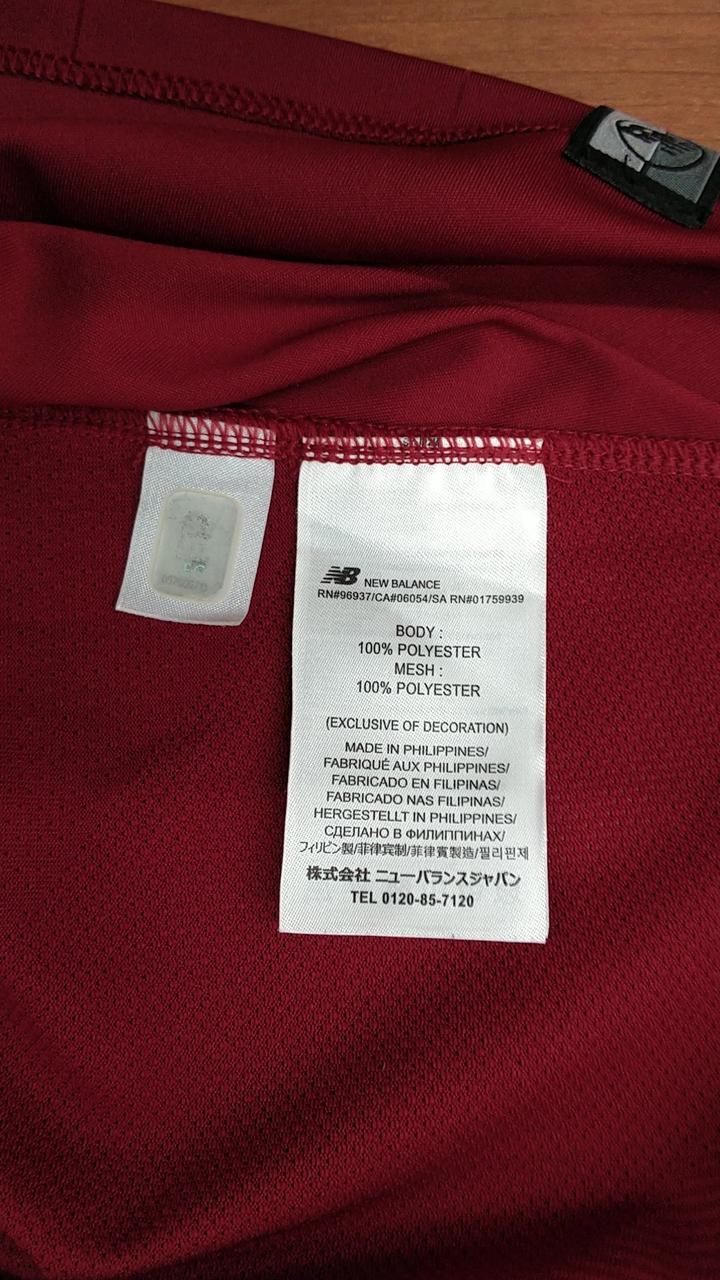 NB NEW BALANCE
RN#96937/CA#06054/SA RN#01759939
BODY :
100% POLYESTER
MESH :
100% POLYESTER
(EXCLUSIVE OF DECORATION)
MADE IN PHILIPPINES/
FABRIQUÉ AUX PHILIPPINES/
FABRICADO EN FILIPINAS/
FABRICADO NAS FILIPINAS/
HERGESTELLT IN PHILIPPINES/
СДЕЛАНО В ФИЛИППИНАХ/
フィリピン製/菲律宾制/菲律賓製造/필리핀제
株式会社 ニューバランスジャパン
TEL 0120-85-7120